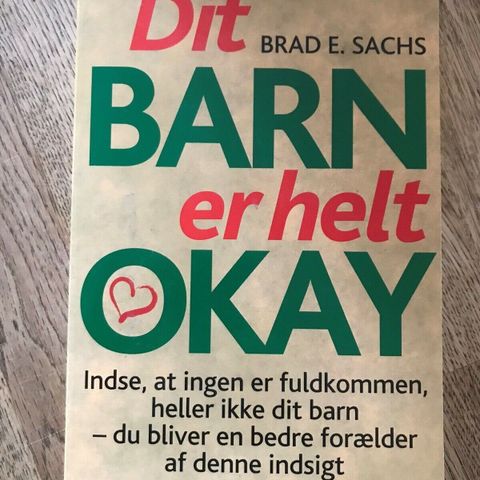 Dit
BRAD E. SACHS
BARN
er helt
OKAY
Indse, at ingen er fuldkommen,
heller ikke dit barn
– du bliver en bedre forælder
af denne indsigt